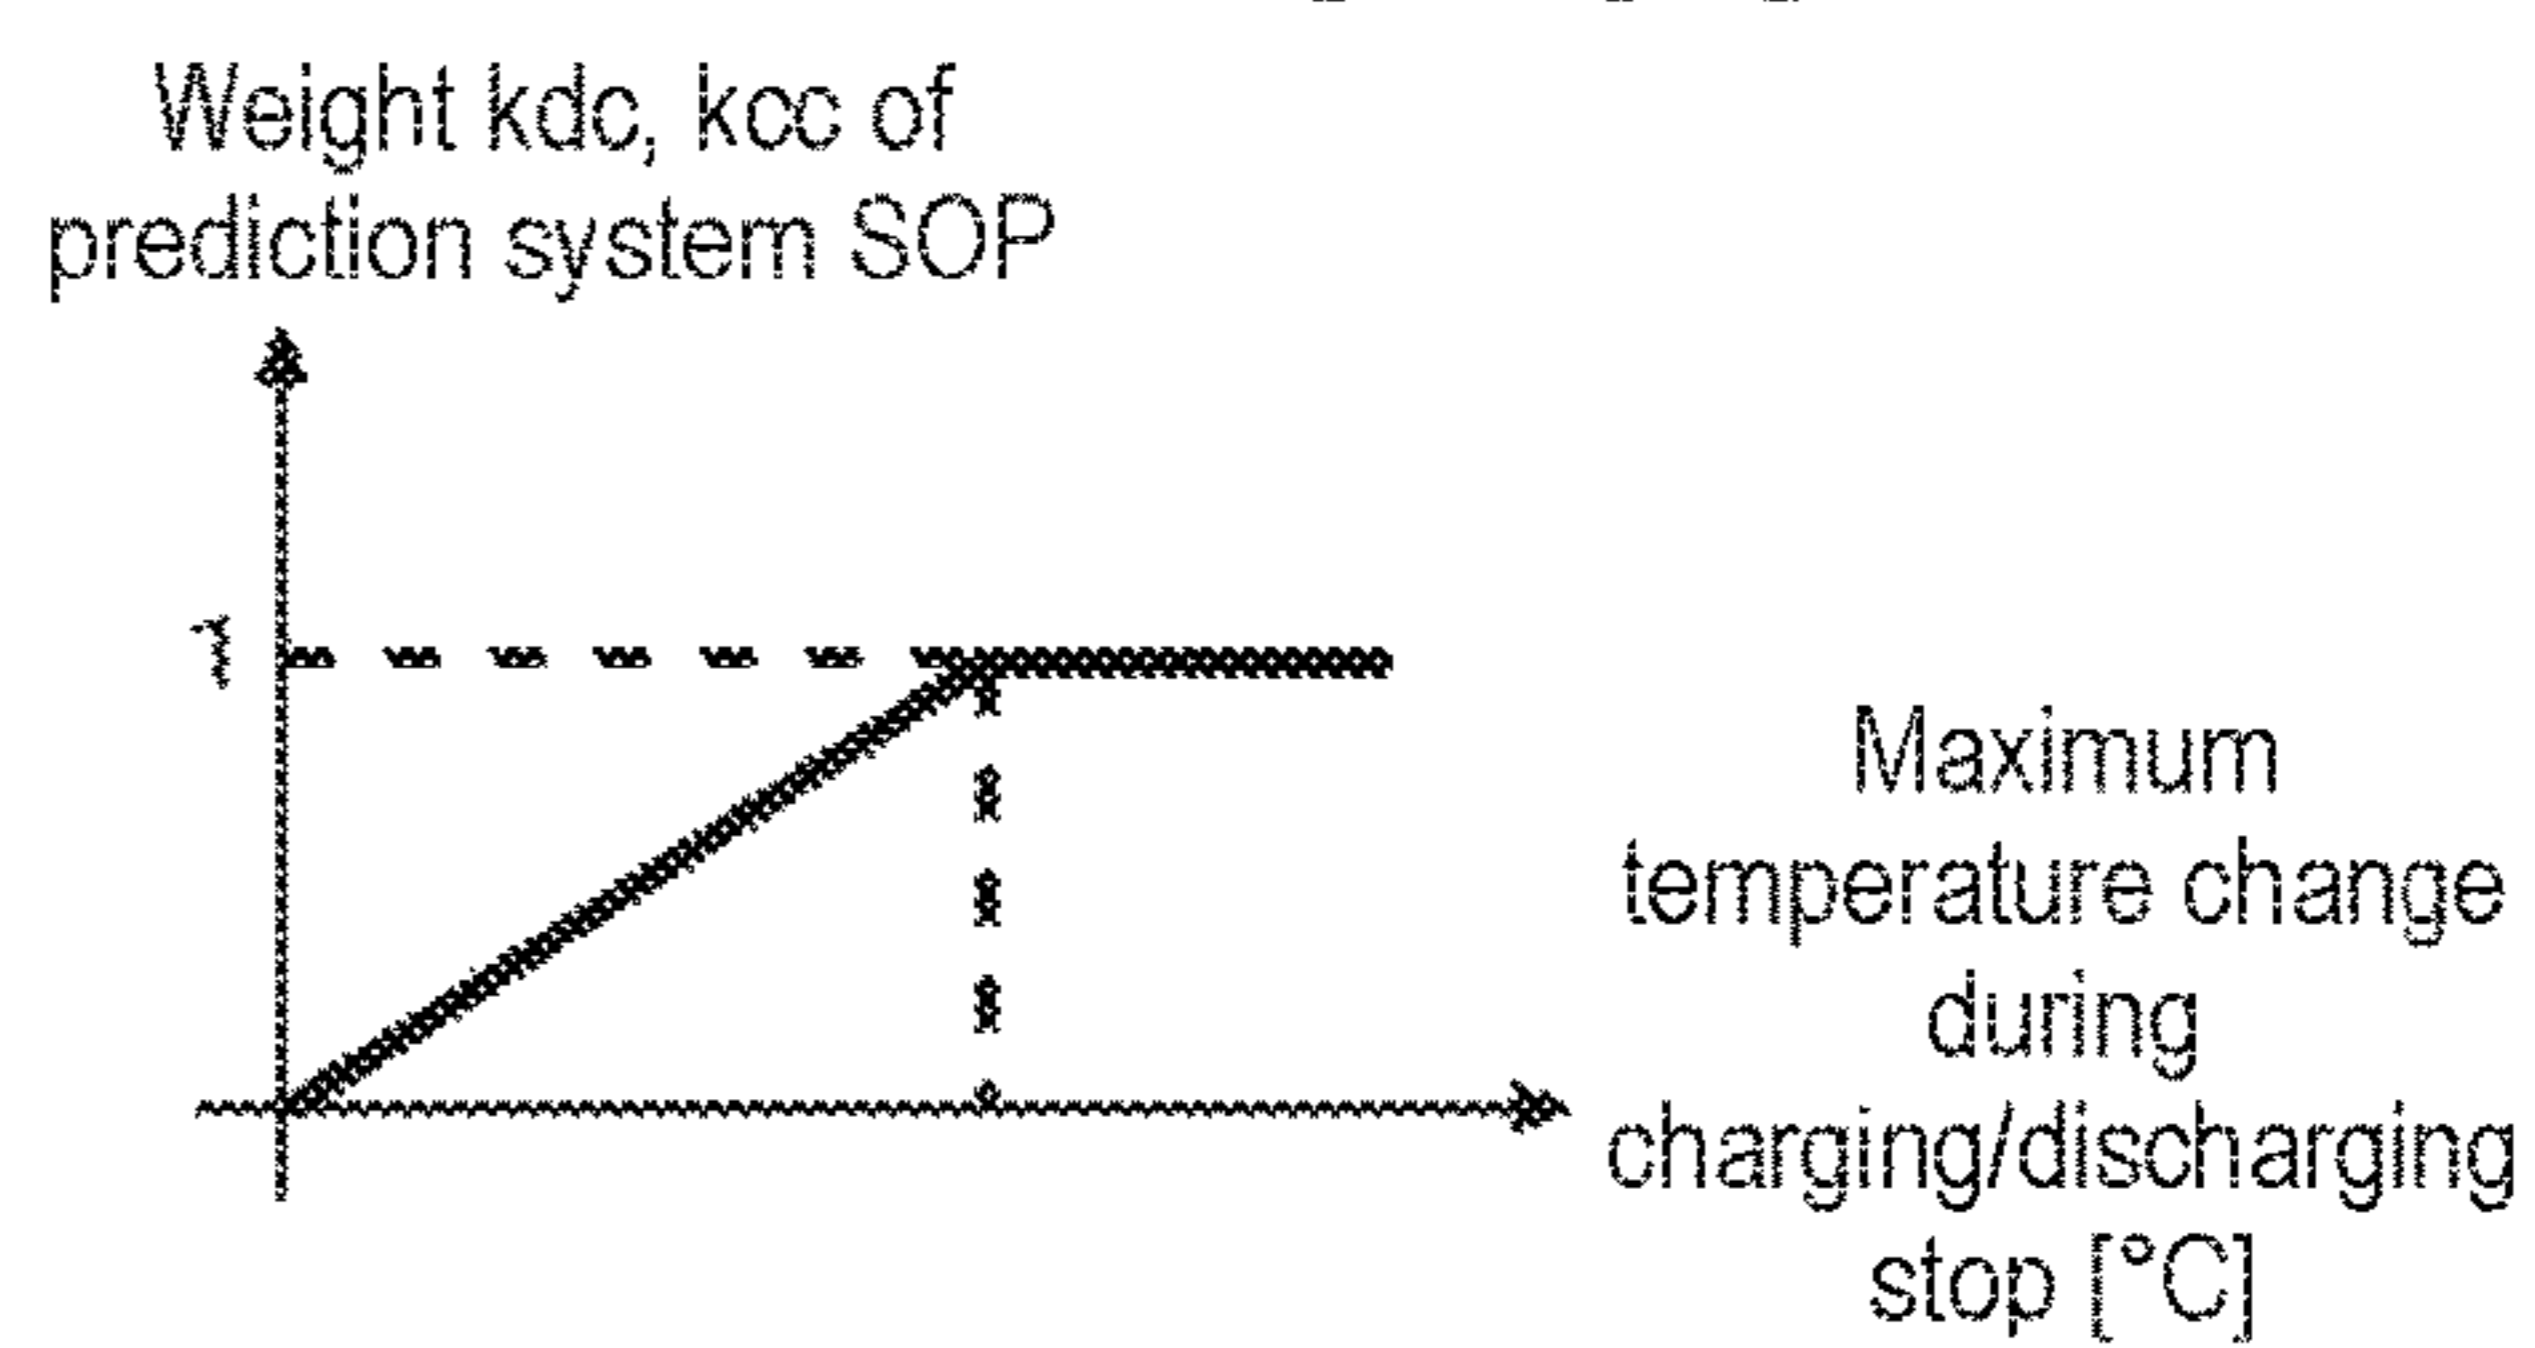 Weight kdc, kcc of
prediction system SOP
1
Maximum
temperature change
during
charging/discharging
stop [°C]